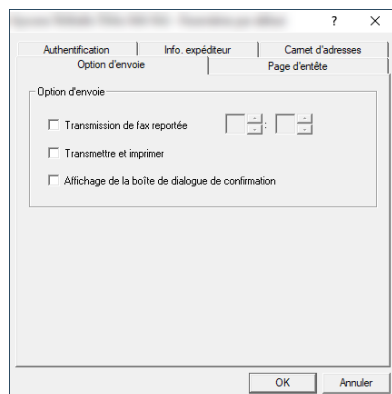 ?
Authentification Info. expéditeur Carnet d'adresses
Option d'envoie Page d'entête
Option d'envoie
Transmission de fax reportée :
Transmettre et imprimer
Affichage de la boîte de dialogue de confirmation
OK Annuler